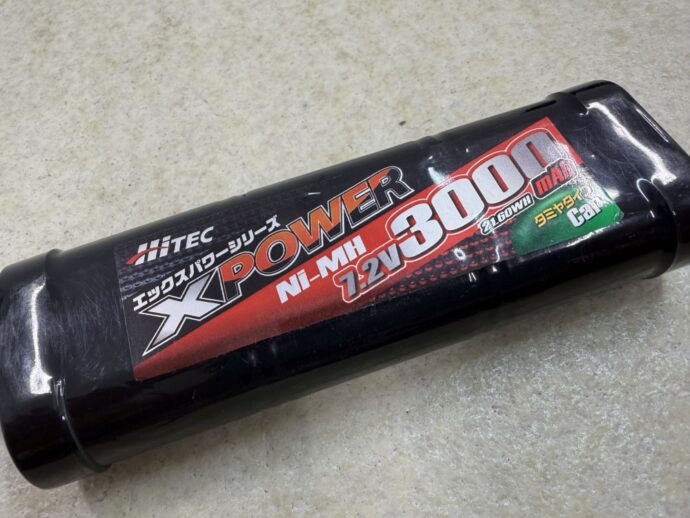 HiTEC
エックスパワーシリーズ
XPOWER
Ni-MH
7.2V 3000 mAh
21.60WH
タミヤタイプ
Car